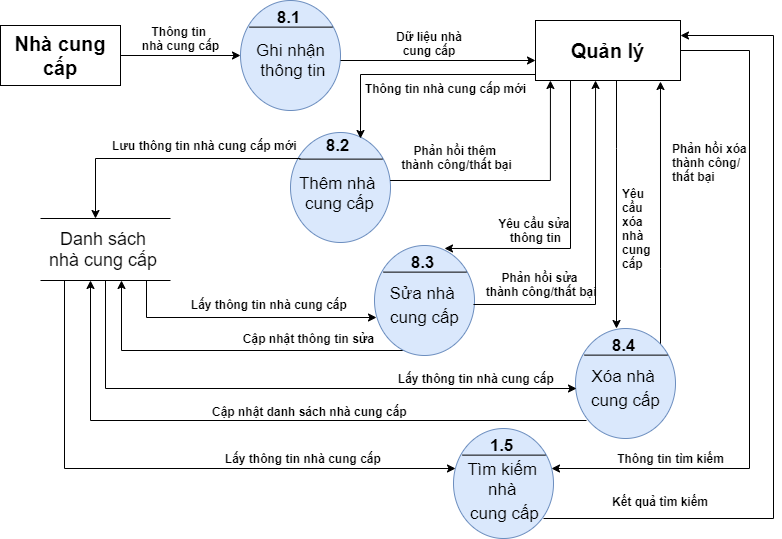 Nhà cung
cấp
Thông tin
nhà cung cấp
8.1
Ghi nhận
thông tin
Dữ liệu nhà
cung cấp
Quản lý
Thông tin nhà cung cấp mới
Lưu thông tin nhà cung cấp mới
8.2
Thêm nhà
cung cấp
Phản hồi thêm
thành công/thất bại
Phản hồi xóa
thành công/
thất bại
Yêu
cầu
xóa
nhà
cung
cấp
Danh sách
nhà cung cấp
Yêu cầu sửa
thông tin
8.3
Sửa nhà
cung cấp
Phản hồi sửa
thành công/thất bại
Lấy thông tin nhà cung cấp
Cập nhật thông tin sửa
8.4
Xóa nhà
cung cấp
Lấy thông tin nhà cung cấp
Cập nhật danh sách nhà cung cấp
1.5
Tìm kiếm
nhà
cung cấp
Lấy thông tin nhà cung cấp
Thông tin tìm kiếm
Kết quả tìm kiếm